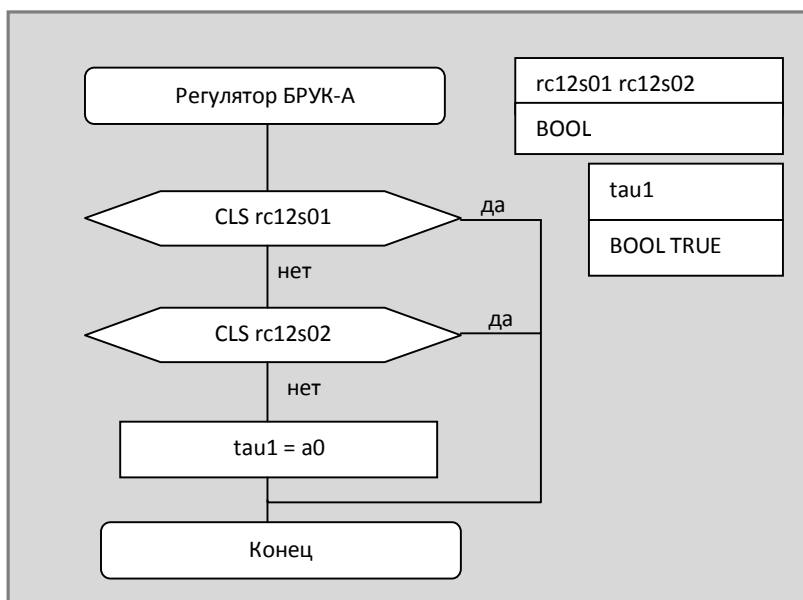 Регулятор БРУК-А
rc12s01 rc12s02
BOOL
tau1
BOOL TRUE
CLS rc12s01
да
нет
CLS rc12s02
да
нет
tau1 = a0
Конец